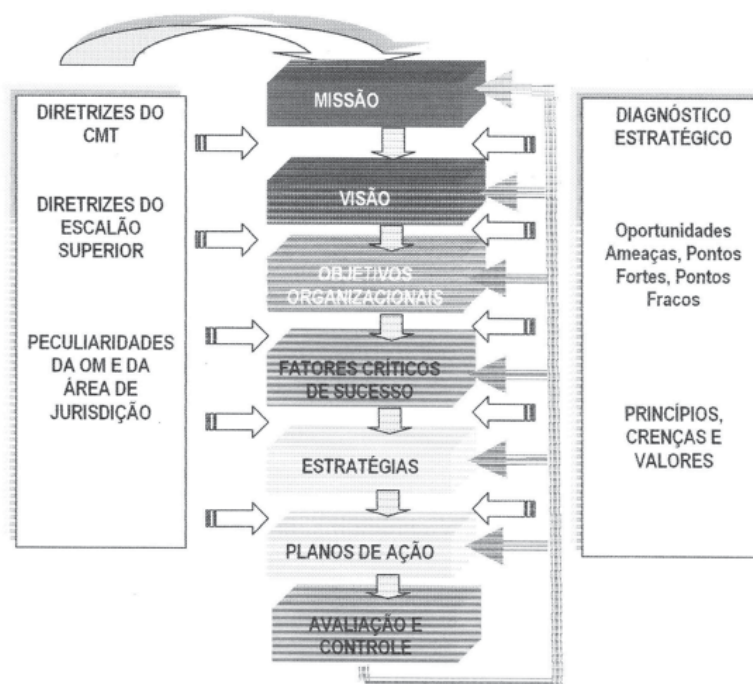 DIRETRIZES DO
CMT
DIRETRIZES DO
ESCALÃO
SUPERIOR
PECULIARIDADES
DA OM E DA
ÁREA DE
JURISDIÇÃO
MISSÃO
VISÃO
OBJETIVOS
ORGANIZACIONAIS
FATORES CRÍTICOS
DE SUCESSO
ESTRATÉGIAS
PLANOS DE AÇÃO
AVALIAÇÃO E
CONTROLE
DIAGNÓSTICO
ESTRATÉGICO
Oportunidades
Ameaças, Pontos
Fortes, Pontos
Fracos
PRINCÍPIOS,
CRENÇAS E
VALORES